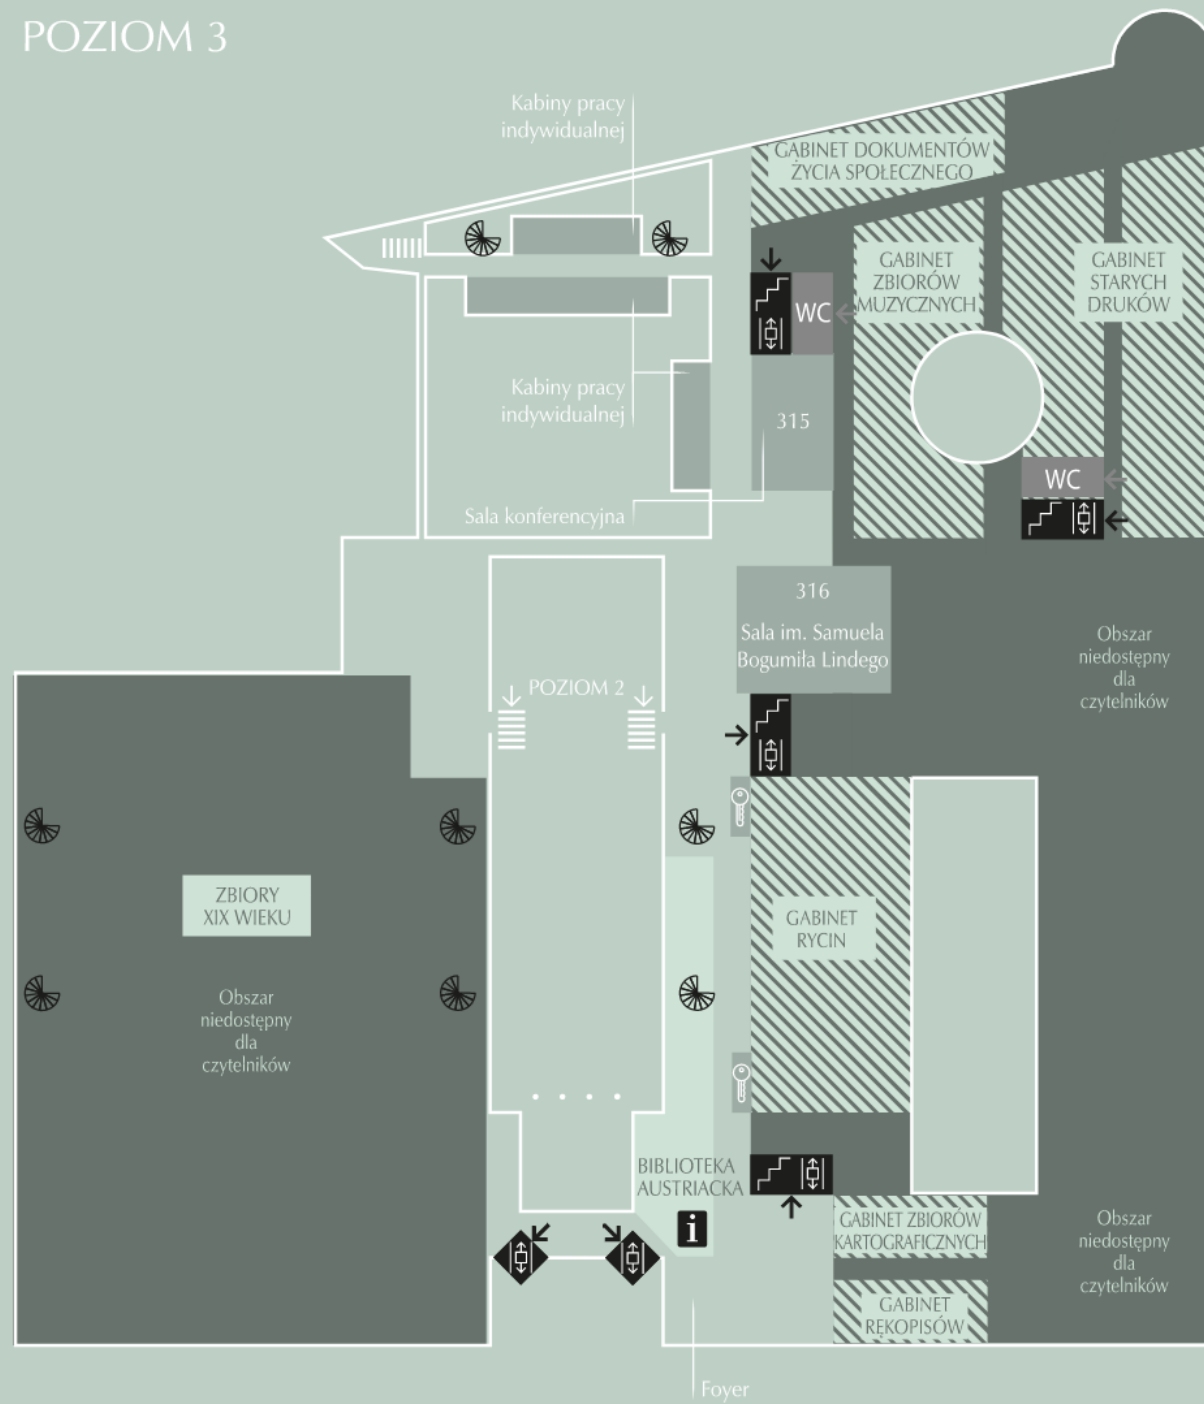 POZIOM 3
Kabiny pracy
indywidualnej
GABINET DOKUMENTÓW
ŻYCIA SPOŁECZNEGO
GABINET
ZBIORÓW
MUZYCZNYCH
GABINET
STARYCH
DRUKÓW
WC
Kabiny pracy
indywidualnej
315
WC
Sala konferencyjna
316
Sala im. Samuela
Bogumiła Lindego
Obszar
niedostępny
dla
czytelników
POZIOM 2
ZBIORY
XIX WIEKU
GABINET
RYCIN
Obszar
niedostępny
dla
czytelników
BIBLIOTEKA
AUSTRIACKA
i
GABINET ZBIORÓW
KARTOGRAFICZNYCH
Obszar
niedostępny
dla
czytelników
GABINET
RĘKOPISÓW
Foyer